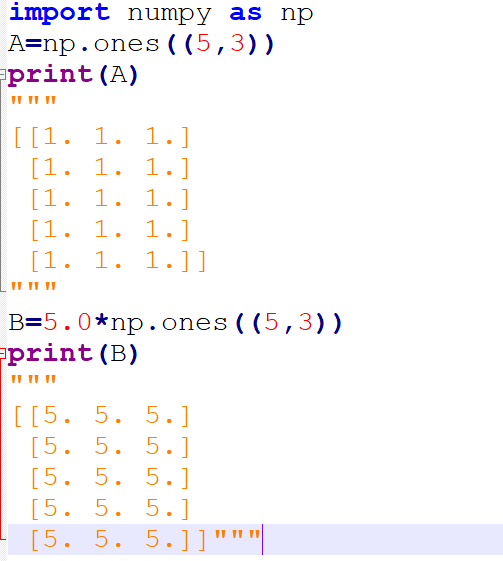 import numpy as np
A=np.ones((5,3))
print(A)
"""
[[1. 1. 1.]
 [1. 1. 1.]
 [1. 1. 1.]
 [1. 1. 1.]
 [1. 1. 1.]]
"""
B=5.0*np.ones((5,3))
print(B)
"""
[[5. 5. 5.]
 [5. 5. 5.]
 [5. 5. 5.]
 [5. 5. 5.]
 [5. 5. 5.]]"""